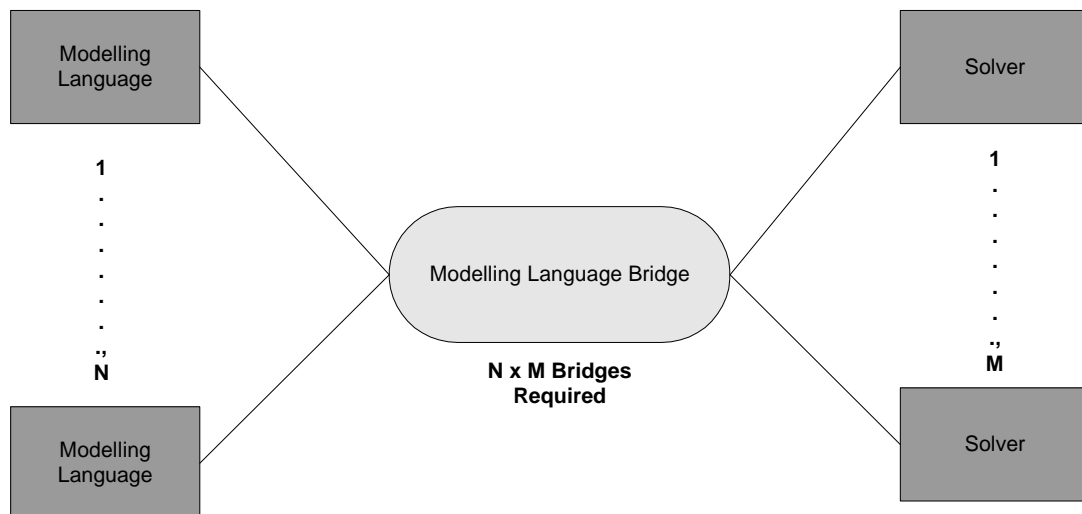 Modelling
Language
1
.
.
.
.
.
.
.,
N
Modelling
Language
Modelling Language Bridge
N x M Bridges
Required
Solver
1
.
.
.
.
.
.
.,
M
Solver